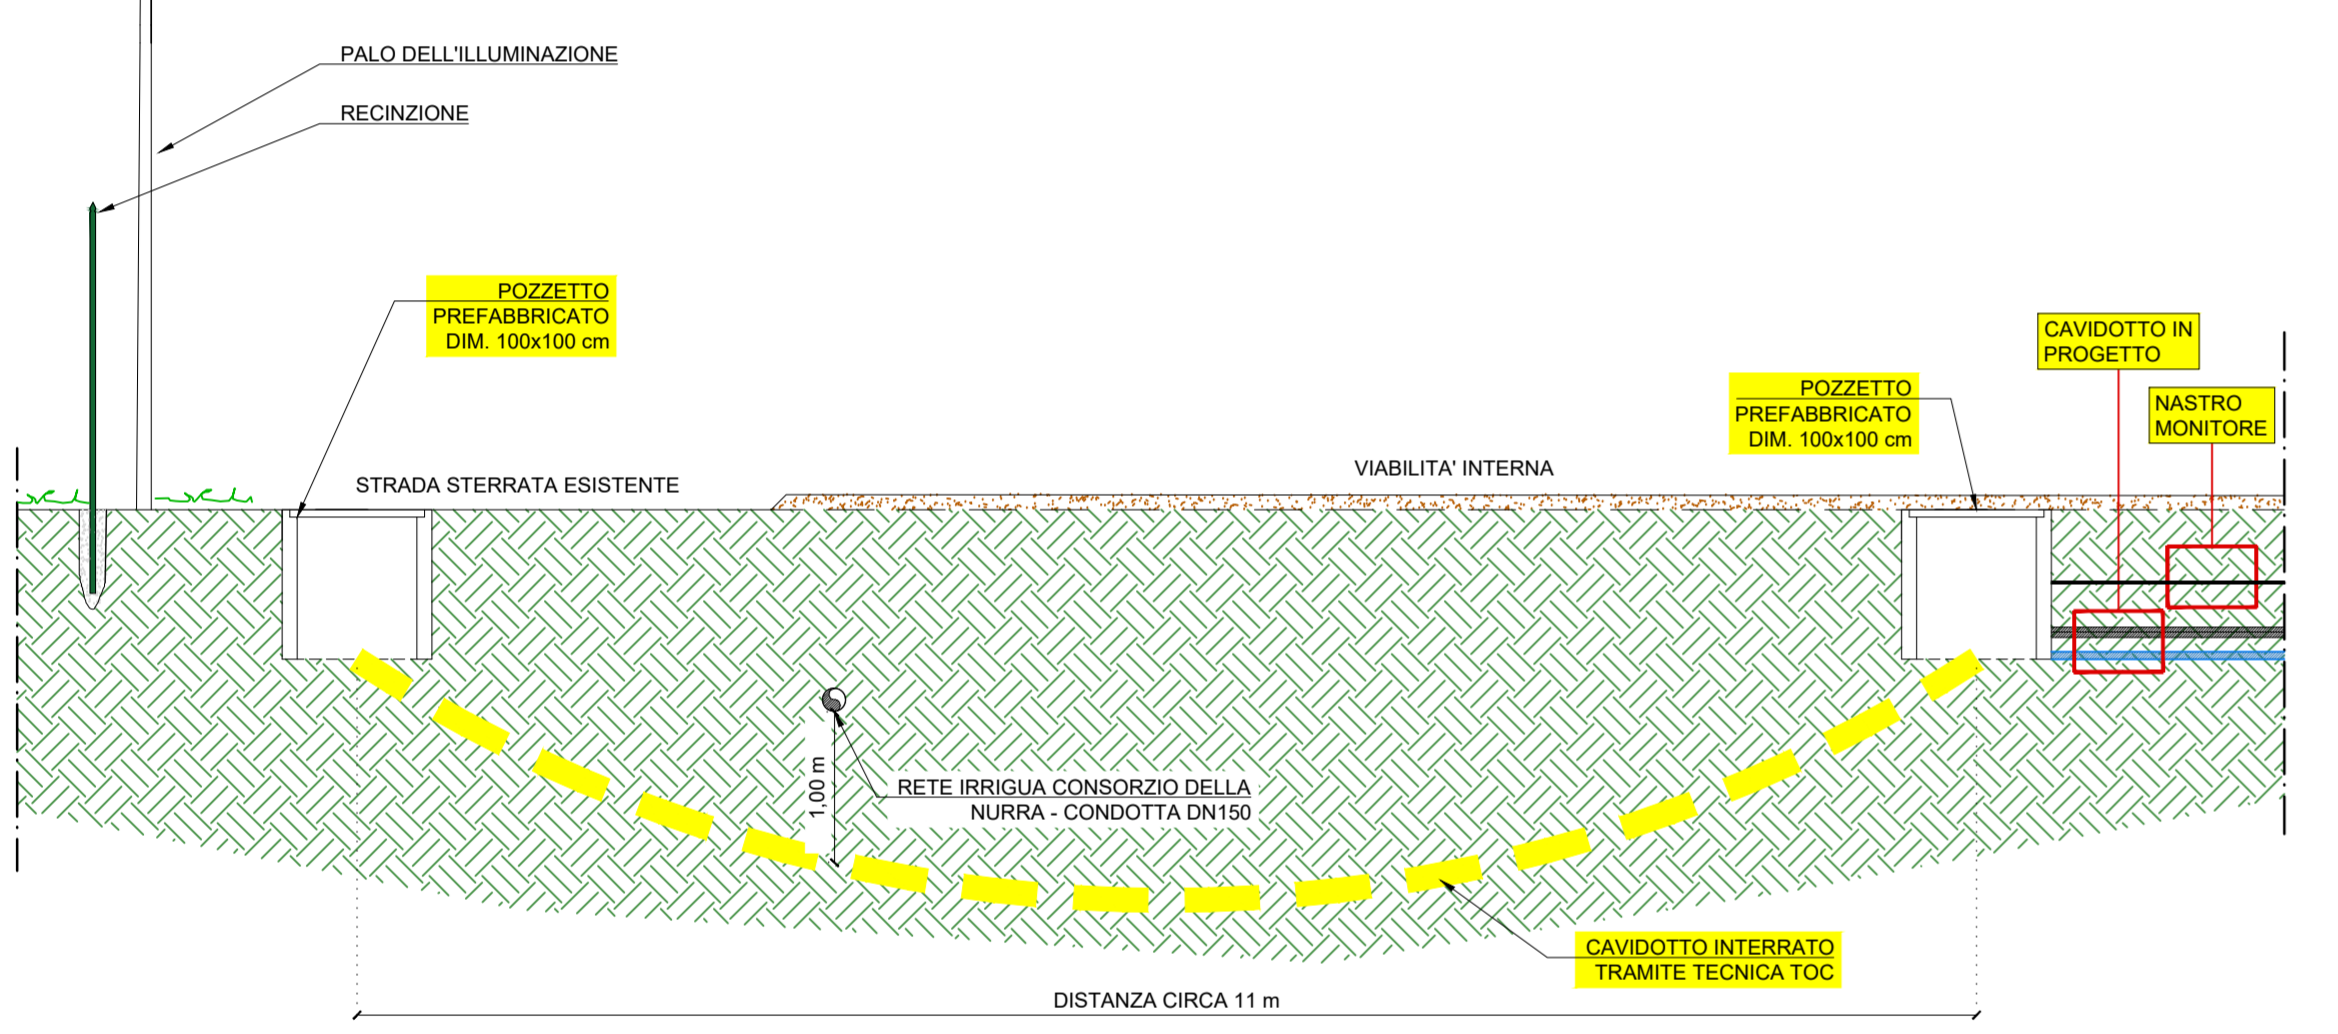 PALO DELL'ILLUMINAZIONE
RECINZIONE
POZZETTO
PREFABBRICATO
DIM. 100x100 cm
CAVIDOTTO IN
PROGETTO
POZZETTO
PREFABBRICATO
DIM. 100x100 cm
NASTRO
MONITORE
STRADA STERRATA ESISTENTE
VIABILITA' INTERNA
1,00 m
RETE IRRIGUA CONSORZIO DELLA
NURRA - CONDOTTA DN150
CAVIDOTTO INTERRATO
TRAMITE TECNICA TOC
DISTANZA CIRCA 11 m